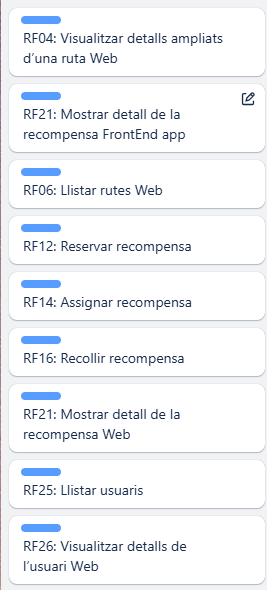 RF04: Visualitzar detalls ampliats
d'una ruta Web
RF21: Mostrar detall de la
recompensa FrontEnd app
RF06: Llistar rutes Web
RF12: Reservar recompensa
RF14: Assignar recompensa
RF16: Recollir recompensa
RF21: Mostrar detall de la
recompensa Web
RF25: Llistar usuaris
RF26: Visualitzar detalls de
l'usuari Web